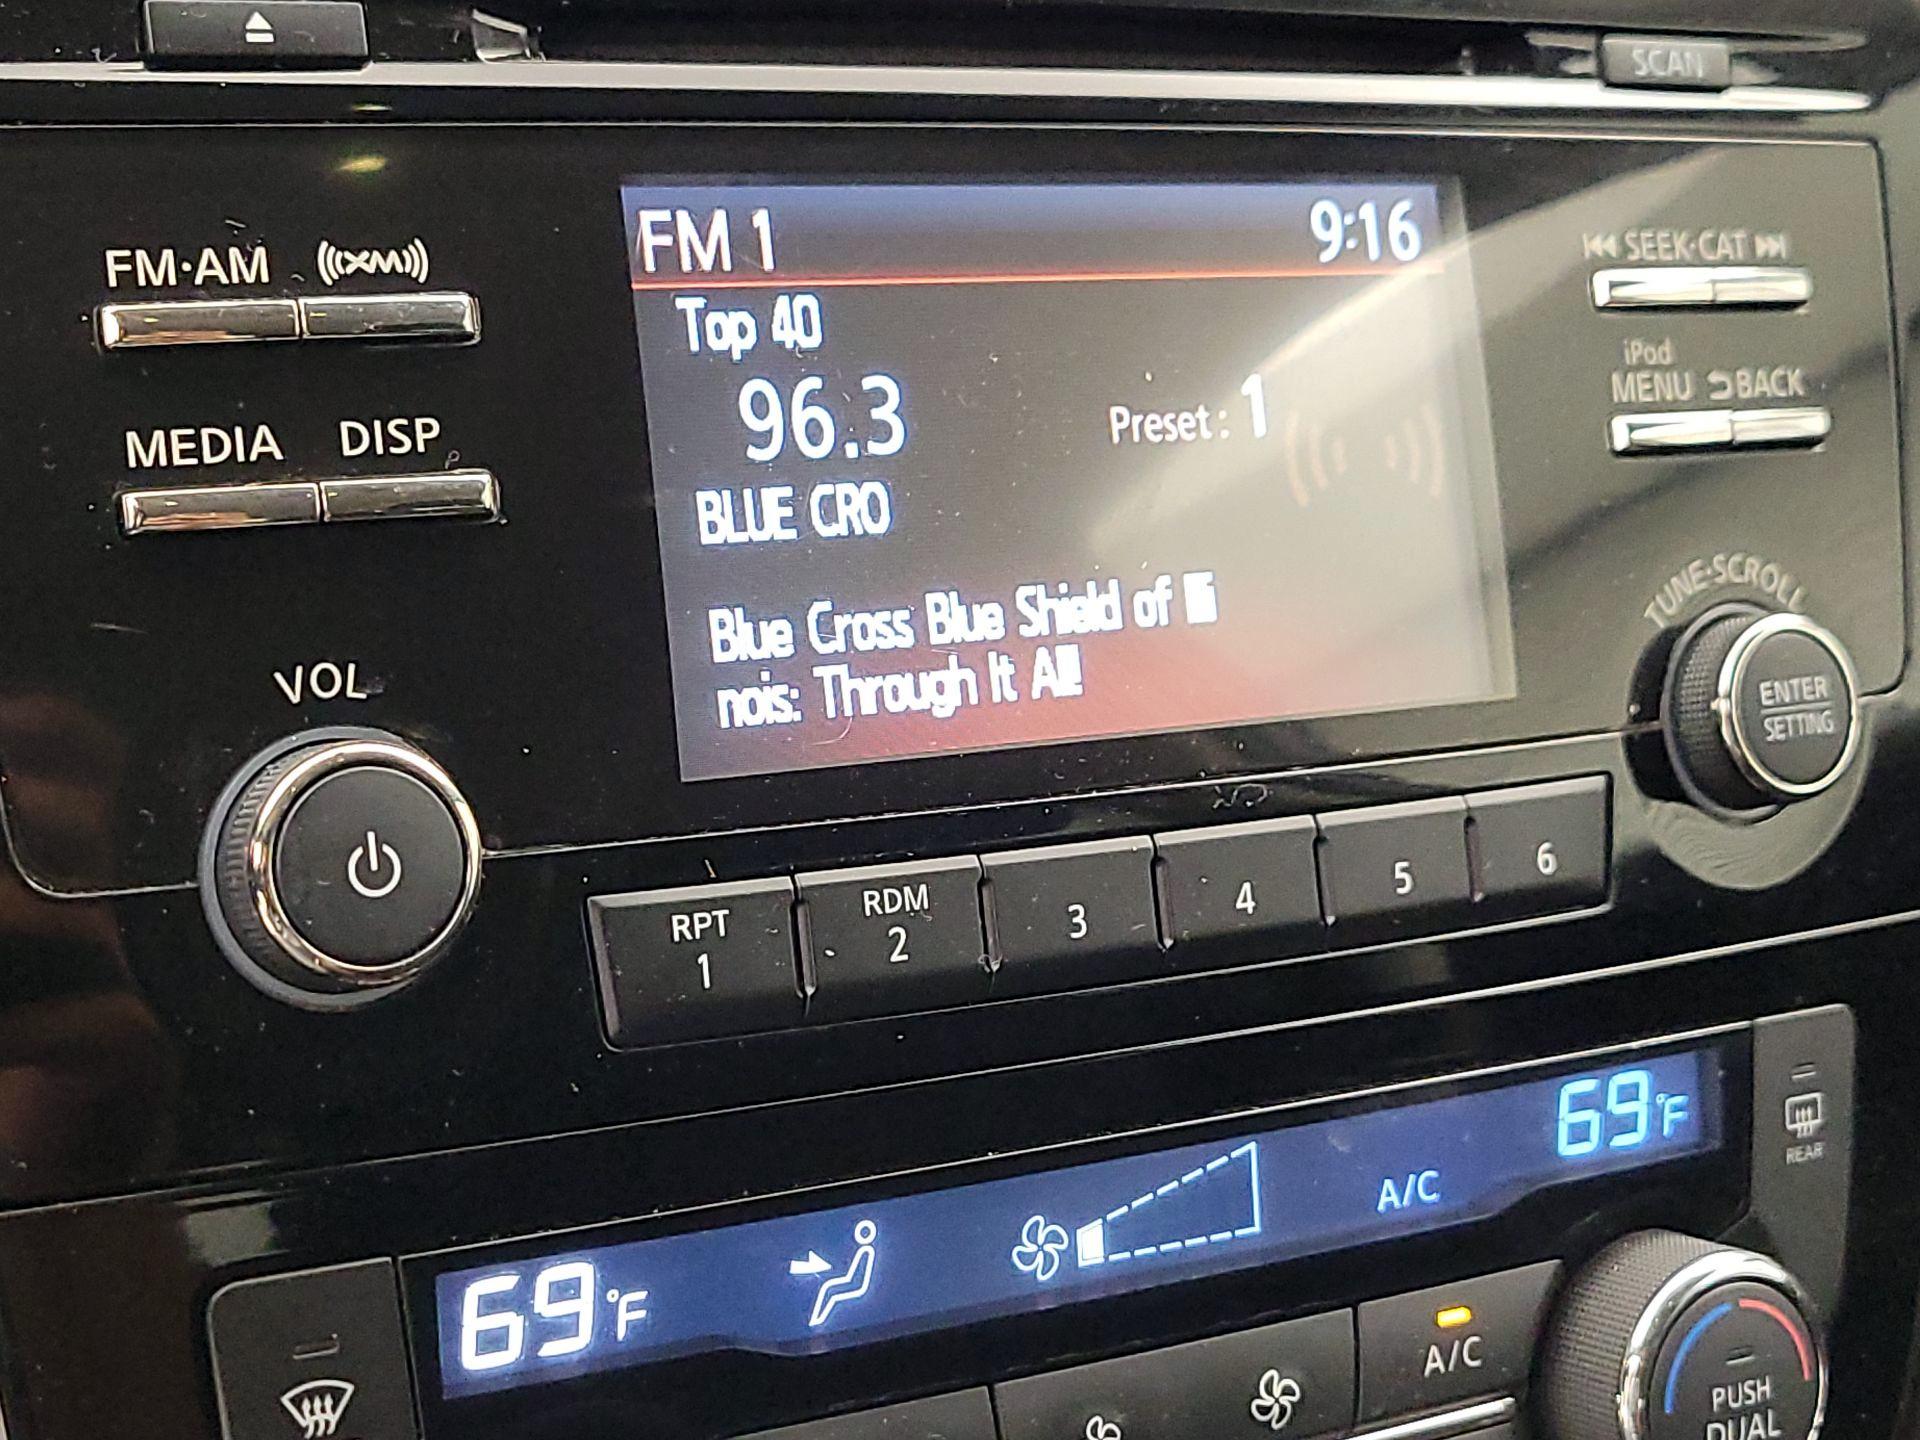 SCAN
FM·AM XM
FM 1 9:16
SEEK·CAT
Top 40
96.3 Preset: 1
iPod
MENU BACK
MEDIA DISP
BLUE CRO
TUNE·SCROLL
Blue Cross Blue Shield of Illi
nois: Through It All!
VOL
ENTER
SETTING
RPT RDM
1 2 3 4 5 6
69°F
A/C
REAR
69°F
A/C
PUSH
DUAL